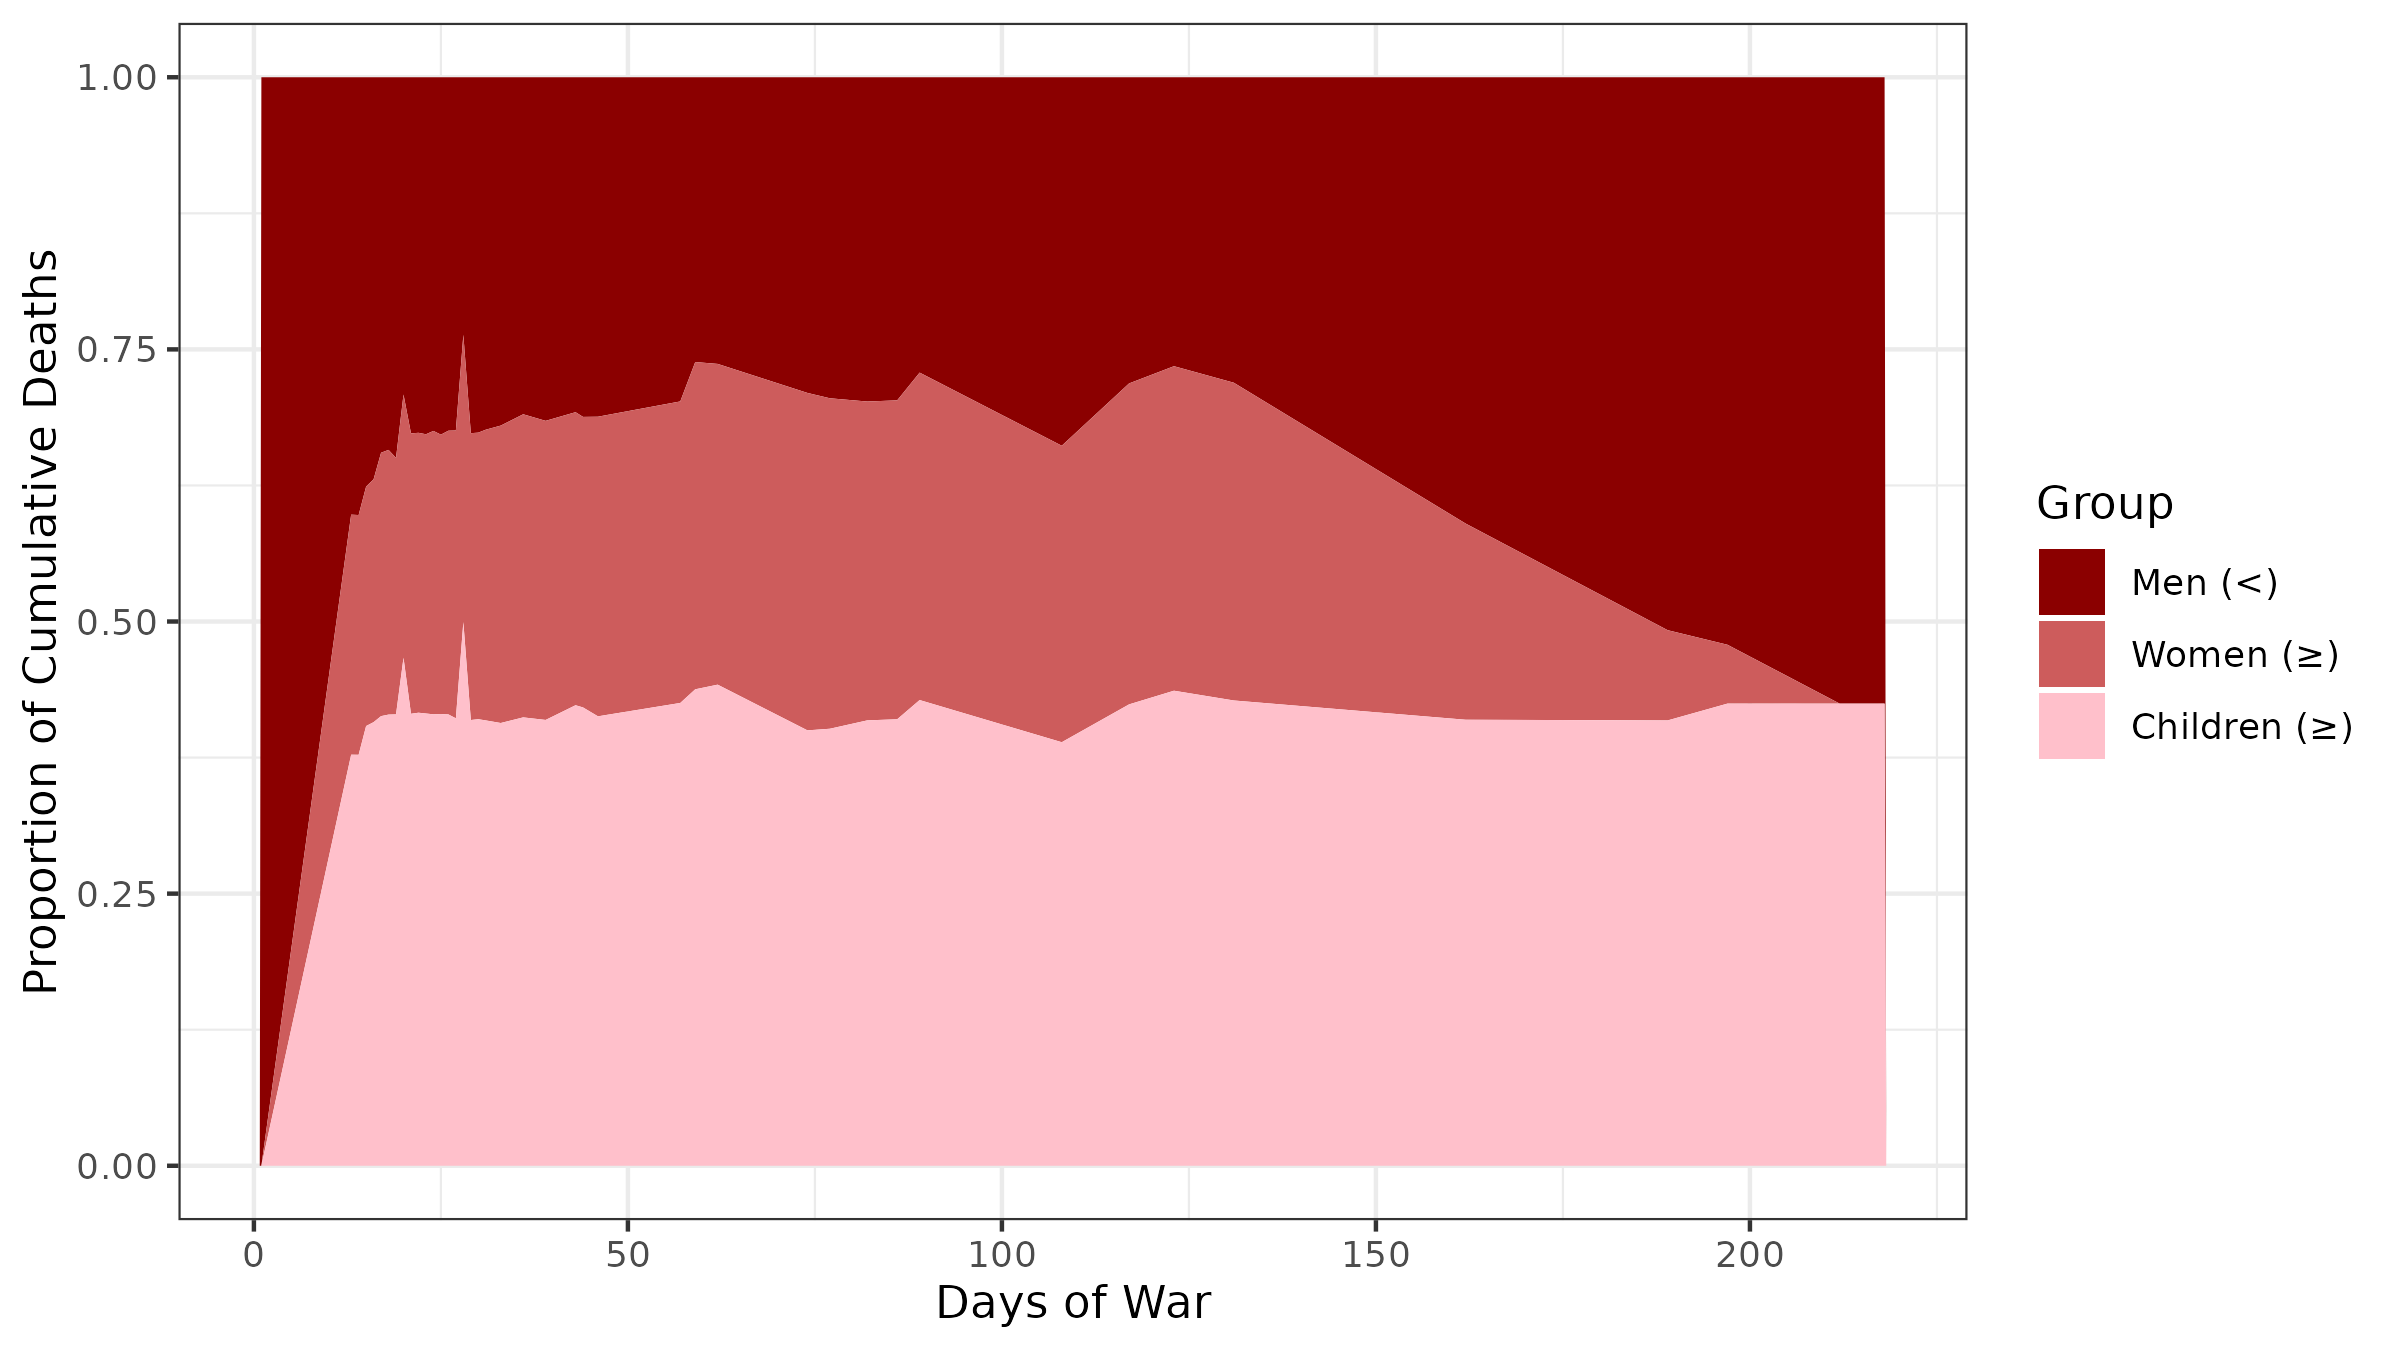 Proportion of Cumulative Deaths
1.00
0.75
0.50
0.25
0.00
0 50 100 150 200
Days of War
Group
Men (<)
Women (≥)
Children (≥)